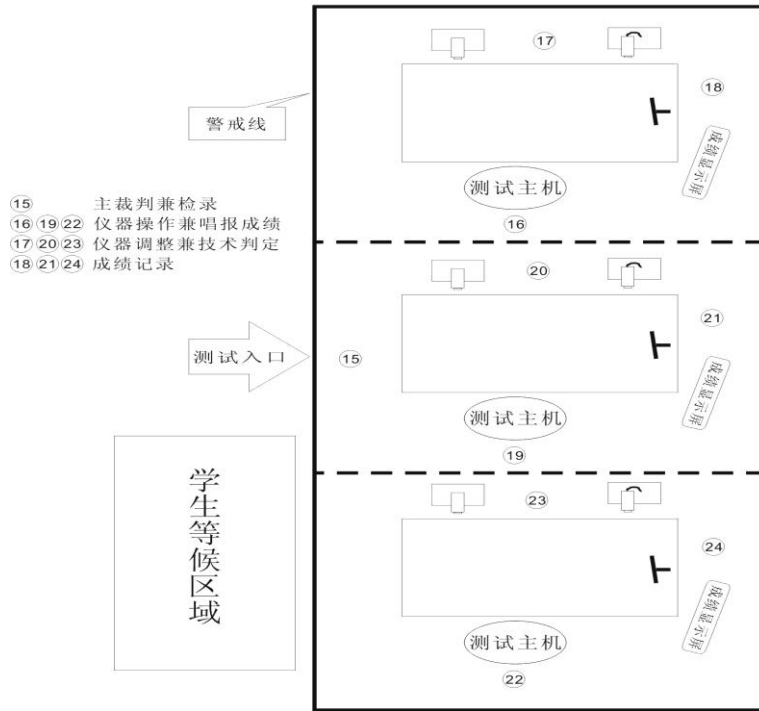 ⑰
⑱
警戒线
成绩显示屏
测试主机
⑯
⑮ 主裁判兼检录
⑯⑲㉒ 仪器操作兼唱报成绩
⑰⑳㉓ 仪器调整兼技术判定
⑱㉑㉔ 成绩记录
⑳
㉑
测试入口
⑮
成绩显示屏
测试主机
⑲
学生等候区域
㉓
㉔
成绩显示屏
测试主机
㉒